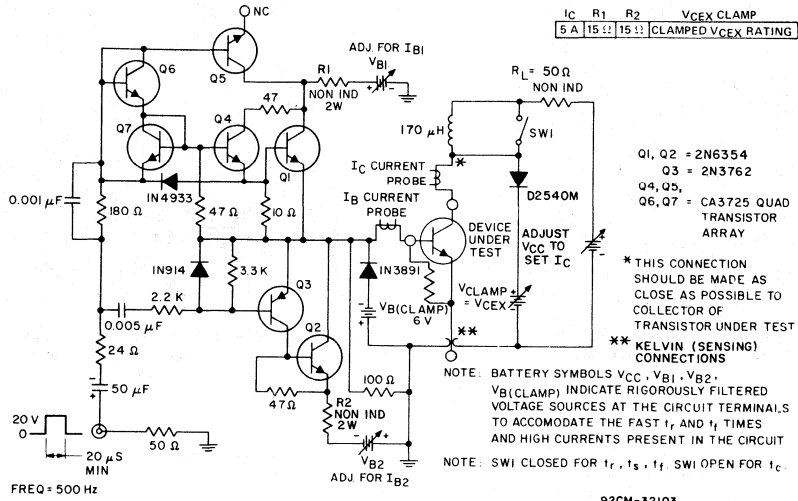 IC R1 R2 VCEX CLAMP
5 A 15 Ω 15 Ω CLAMPED VCEX RATING
NC
Q6
Q5
ADJ. FOR IB1
VB1
+ -
R1
NON IND
2W
RL = 50Ω
NON IND
47
Q7
Q4
Q1
170 µH
SW1
*
IC CURRENT
PROBE
D2540M
Q1, Q2 = 2N6354
Q3 = 2N3762
Q4, Q5,
Q6, Q7 = CA3725 QUAD
TRANSISTOR
ARRAY
0.001 µF
180 Ω
1N4933
47 Ω
10 Ω
IB CURRENT
PROBE
DEVICE
UNDER
TEST
ADJUST
VCC TO
SET IC
+
-
1N914
3.3 K
Q3
1N3891
VCLAMP +
= VCEX -
* THIS CONNECTION
SHOULD BE MADE AS
CLOSE AS POSSIBLE TO
COLLECTOR OF
TRANSISTOR UNDER TEST
2.2 K
0.005 µF
Q2
-
+
VB(CLAMP)
6 V
**
** KELVIN (SENSING)
CONNECTIONS
24 Ω
47Ω
R2
NON IND
2W
100 Ω
NOTE: BATTERY SYMBOLS VCC, VB1, VB2,
VB(CLAMP) INDICATE RIGOROUSLY FILTERED
VOLTAGE SOURCES AT THE CIRCUIT TERMINALS
TO ACCOMODATE THE FAST tr AND tf TIMES
AND HIGH CURRENTS PRESENT IN THE CIRCUIT
-
+
50 µF
20 V
0
20 µS
MIN
50 Ω
- +
VB2
ADJ. FOR IB2
NOTE: SW1 CLOSED FOR tr, ts, tf. SW1 OPEN FOR tc.
FREQ = 500 Hz
92CM-32103